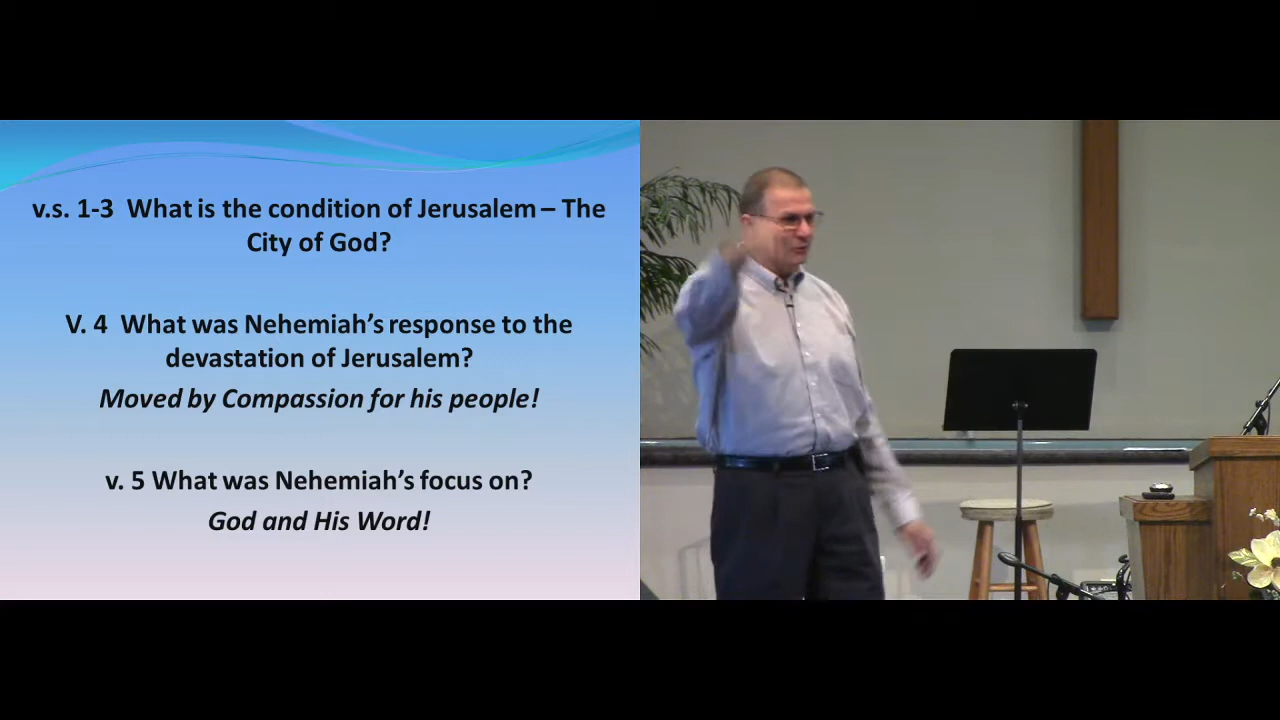 v.s. 1-3  What is the condition of Jerusalem – The
City of God?
V. 4  What was Nehemiah’s response to the
devastation of Jerusalem?
Moved by Compassion for his people!
v. 5 What was Nehemiah’s focus on?
God and His Word!